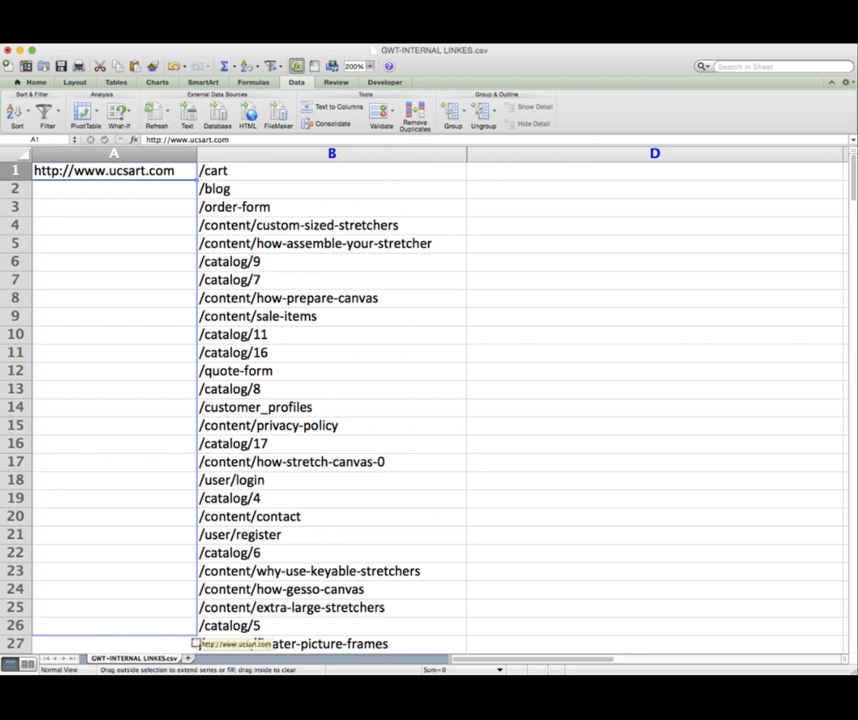 GWT-INTERNAL LINKES.csv
200%
Search in Sheet
Home Layout Tables Charts SmartArt Formulas Data Review Developer
Sort & Filter Analysis External Data Sources Tools Group & Outline
Sort Filter PivotTable What-If Refresh Text Database HTML FileMaker Text to Columns Consolidate Validate Remove Duplicates Group Ungroup Show Detail Hide Detail
A1 fx http://www.ucsart.com
A B D
1 http://www.ucsart.com /cart
2 /blog
3 /order-form
4 /content/custom-sized-stretchers
5 /content/how-assemble-your-stretcher
6 /catalog/9
7 /catalog/7
8 /content/how-prepare-canvas
9 /content/sale-items
10 /catalog/11
11 /catalog/16
12 /quote-form
13 /catalog/8
14 /customer_profiles
15 /content/privacy-policy
16 /catalog/17
17 /content/how-stretch-canvas-0
18 /user/login
19 /catalog/4
20 /content/contact
21 /user/register
22 /catalog/6
23 /content/why-use-keyable-stretchers
24 /content/how-gesso-canvas
25 /content/extra-large-stretchers
26 /catalog/5
27 http://www.ucsart.com ater-picture-frames
GWT-INTERNAL LINKES.csv
Normal View Drag outside selection to extend series or fill; drag inside to clear Sum=0